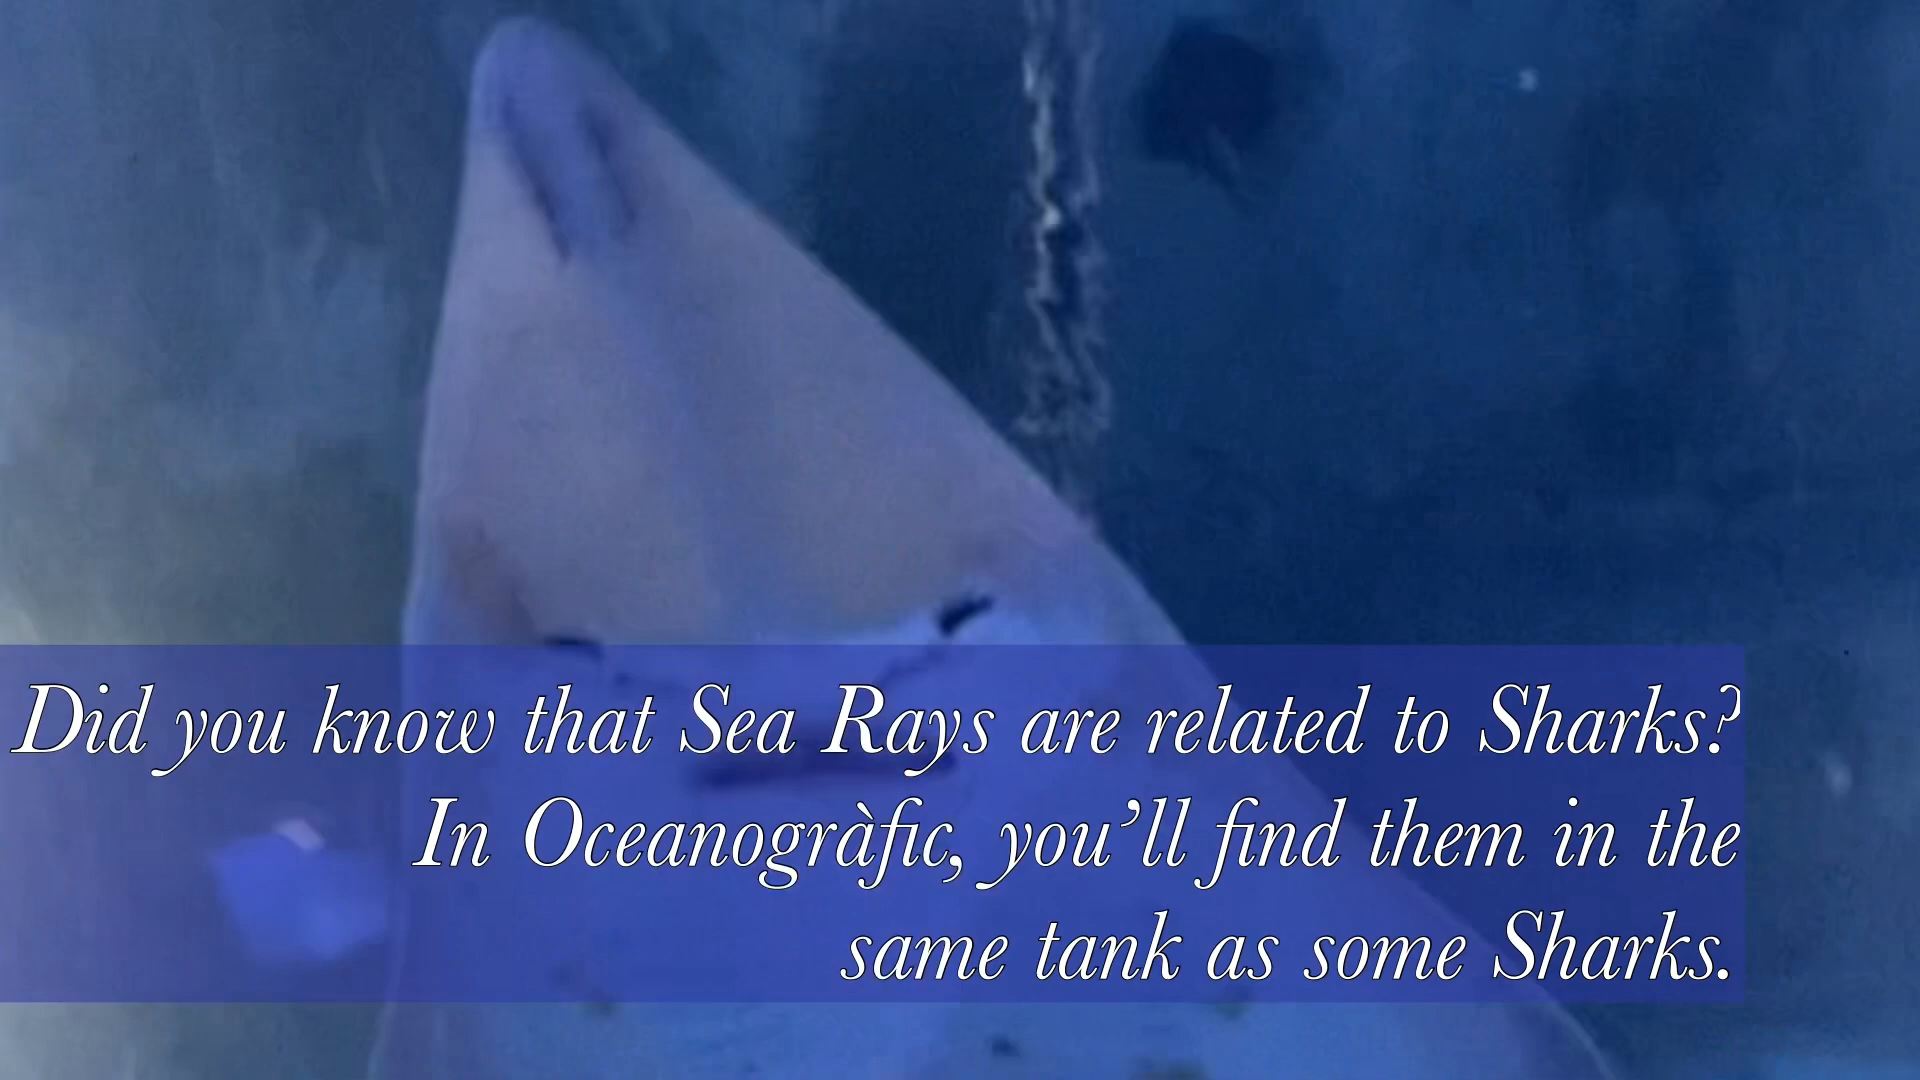 Did you know that Sea Rays are related to Sharks?
In Oceanogràfic, you’ll find them in the
same tank as some Sharks.